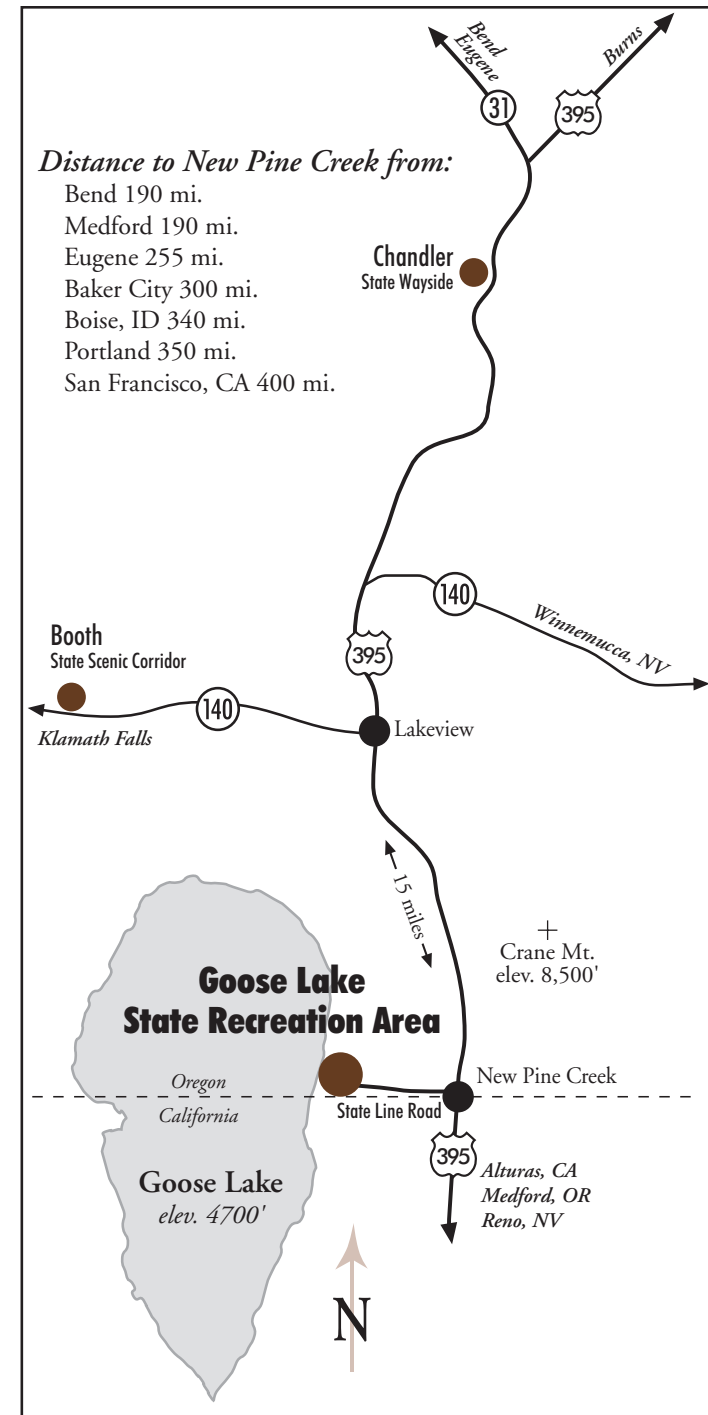 Bend
Eugene
Burns
31
395
Distance to New Pine Creek from:
Bend 190 mi.
Medford 190 mi.
Eugene 255 mi.
Baker City 300 mi.
Boise, ID 340 mi.
Portland 350 mi.
San Francisco, CA 400 mi.
Chandler
State Wayside
140
Winnemucca, NV
395
Booth
State Scenic Corridor
140
Klamath Falls
Lakeview
15 miles
Crane Mt.
elev. 8,500'
Goose Lake
State Recreation Area
New Pine Creek
Oregon
California
State Line Road
395
Alturas, CA
Medford, OR
Reno, NV
Goose Lake
elev. 4700'
N